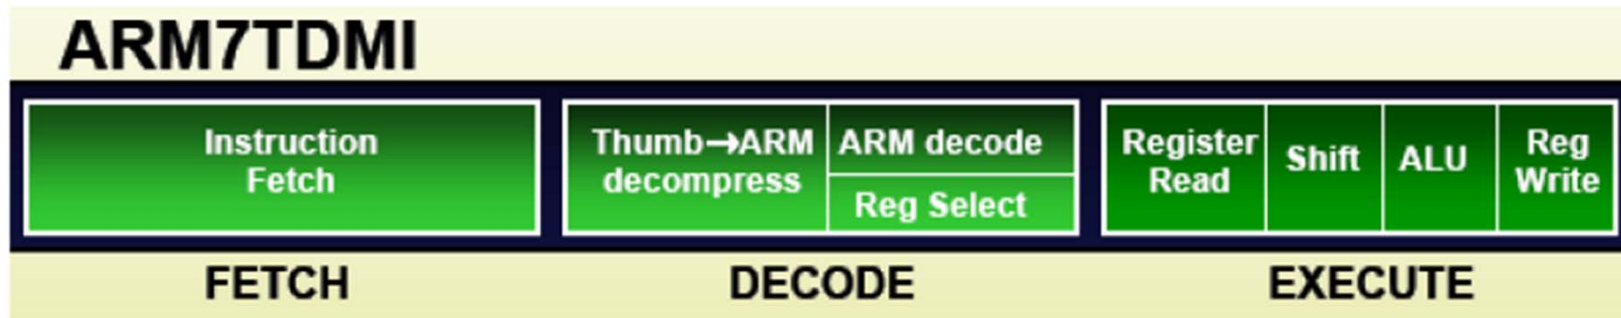 ARM7TDMI
Instruction
Fetch
Thumb→ARM
decompress
ARM decode
Reg Select
Register
Read
Shift
ALU
Reg
Write
FETCH
DECODE
EXECUTE